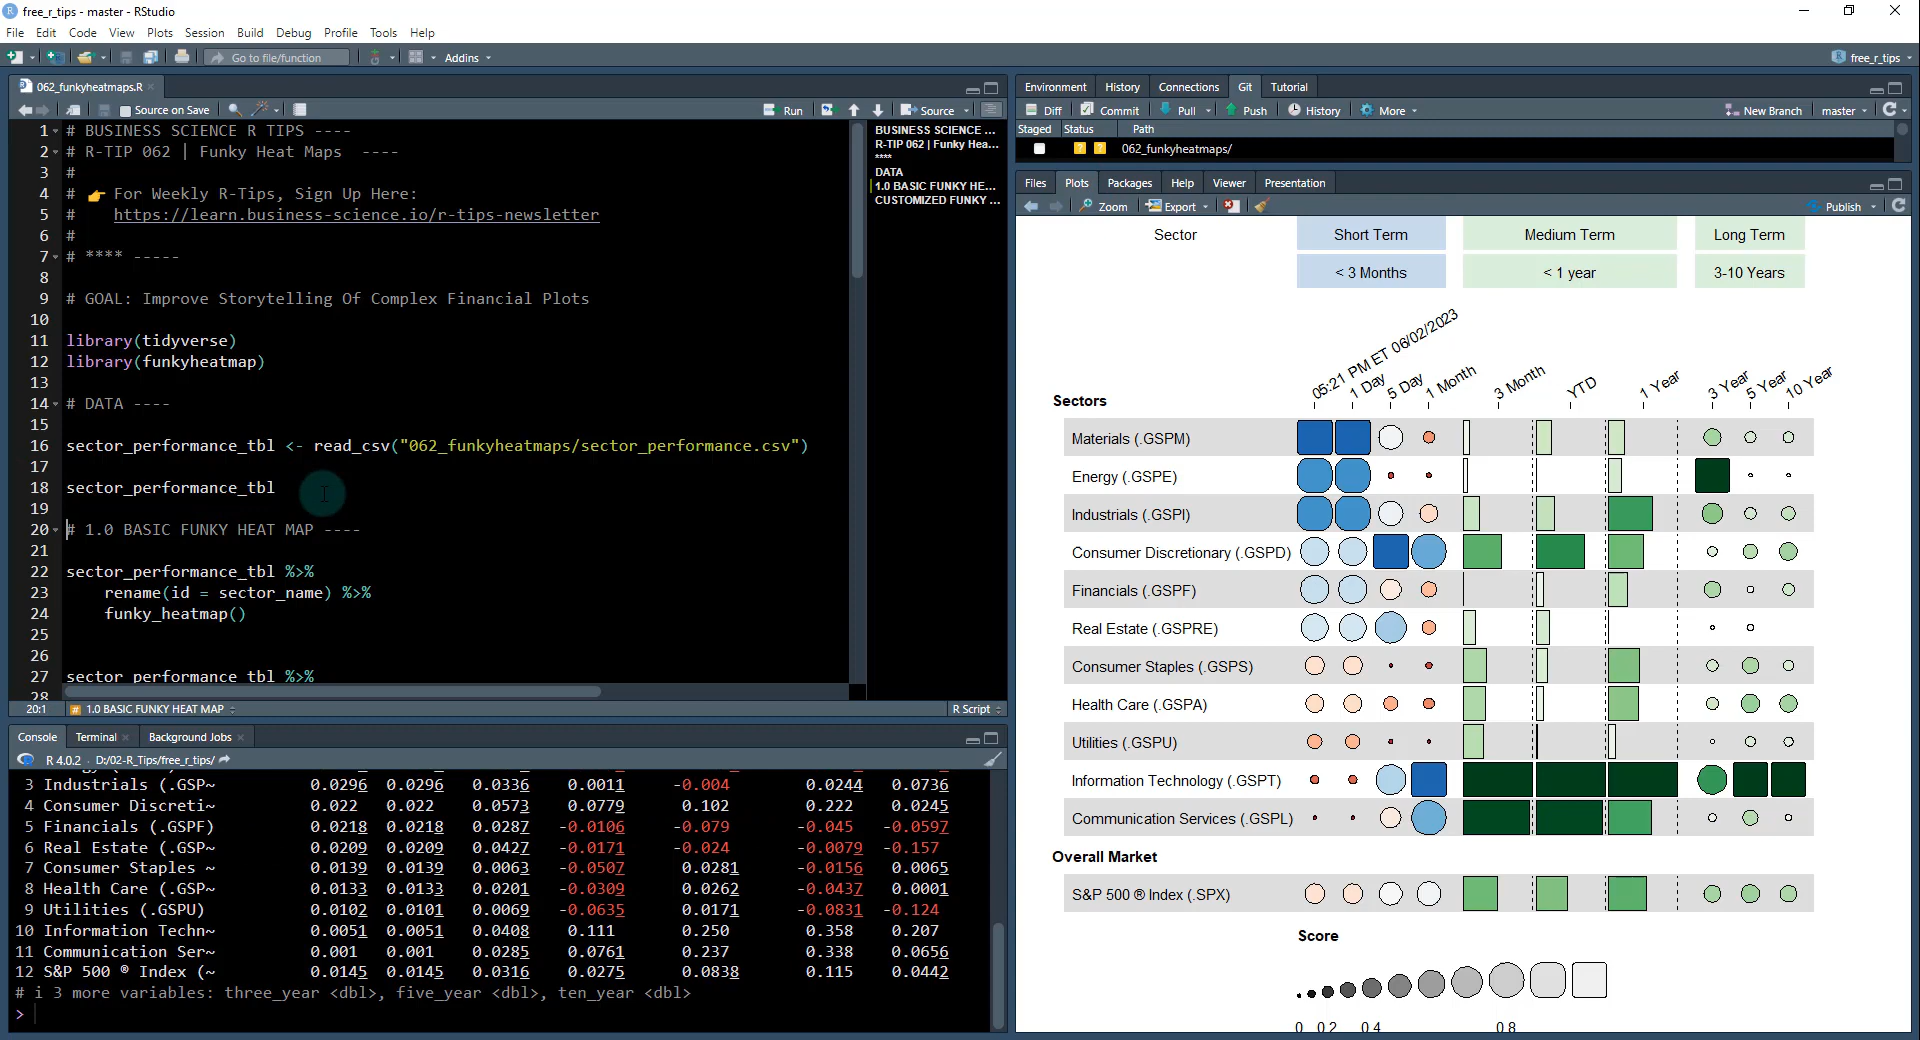 free_r_tips - master - RStudio
File Edit Code View Plots Session Build Debug Profile Tools Help
Go to file/function Addins free_r_tips
062_funkyheatmaps.R
Source on Save Run Source
1 # BUSINESS SCIENCE R TIPS ----
2 # R-TIP 062 | Funky Heat Maps ----
3 #
4 # 👉 For Weekly R-Tips, Sign Up Here:
5 # https://learn.business-science.io/r-tips-newsletter
6 #
7 # **** -----
8
9 # GOAL: Improve Storytelling Of Complex Financial Plots
10
11 library(tidyverse)
12 library(funkyheatmap)
13
14 # DATA ----
15
16 sector_performance_tbl <- read_csv("062_funkyheatmaps/sector_performance.csv")
17
18 sector_performance_tbl
19
20 # 1.0 BASIC FUNKY HEAT MAP ----
21
22 sector_performance_tbl %>%
23 rename(id = sector_name) %>%
24 funky_heatmap()
25
26
27 sector_performance_tbl %>%
28
BUSINESS SCIENCE ...
R-TIP 062 | Funky Hea...
****
DATA
1.0 BASIC FUNKY HE...
CUSTOMIZED FUNKY ...
20:1 # 1.0 BASIC FUNKY HEAT MAP R Script
Console Terminal Background Jobs
R 4.0.2 · D:/02-R_Tips/free_r_tips/
3 Industrials (.GSP~ 0.0296 0.0296 0.0336 0.0011 -0.004 0.0244 0.0736
4 Consumer Discreti~ 0.022 0.022 0.0573 0.0779 0.102 0.222 0.0245
5 Financials (.GSPF) 0.0218 0.0218 0.0287 -0.0106 -0.079 -0.045 -0.0597
6 Real Estate (.GSP~ 0.0209 0.0209 0.0427 -0.0171 -0.024 -0.0079 -0.157
7 Consumer Staples ~ 0.0139 0.0139 0.0063 -0.0507 0.0281 -0.0156 0.0065
8 Health Care (.GSP~ 0.0133 0.0133 0.0201 -0.0309 0.0262 -0.0437 0.0001
9 Utilities (.GSPU) 0.0102 0.0101 0.0069 -0.0635 0.0171 -0.0831 -0.124
10 Information Techn~ 0.0051 0.0051 0.0408 0.111 0.250 0.358 0.207
11 Communication Ser~ 0.001 0.001 0.0285 0.0761 0.237 0.338 0.0656
12 S&P 500 ® Index (~ 0.0145 0.0145 0.0316 0.0275 0.0838 0.115 0.0442
# i 3 more variables: three_year <dbl>, five_year <dbl>, ten_year <dbl>
>
Environment History Connections Git Tutorial
Diff Commit Pull Push History More New Branch master
Staged Status Path
? ? 062_funkyheatmaps/
Files Plots Packages Help Viewer Presentation
Zoom Export Publish
Sector Short Term Medium Term Long Term
< 3 Months < 1 year 3-10 Years
05:21 PM ET 06/02/2023 1 Day 5 Day 1 Month 3 Month YTD 1 Year 3 Year 5 Year 10 Year
Sectors
Materials (.GSPM)
Energy (.GSPE)
Industrials (.GSPI)
Consumer Discretionary (.GSPD)
Financials (.GSPF)
Real Estate (.GSPRE)
Consumer Staples (.GSPS)
Health Care (.GSPA)
Utilities (.GSPU)
Information Technology (.GSPT)
Communication Services (.GSPL)
Overall Market
S&P 500 ® Index (.SPX)
Score
0 0.2 0.4 0.8